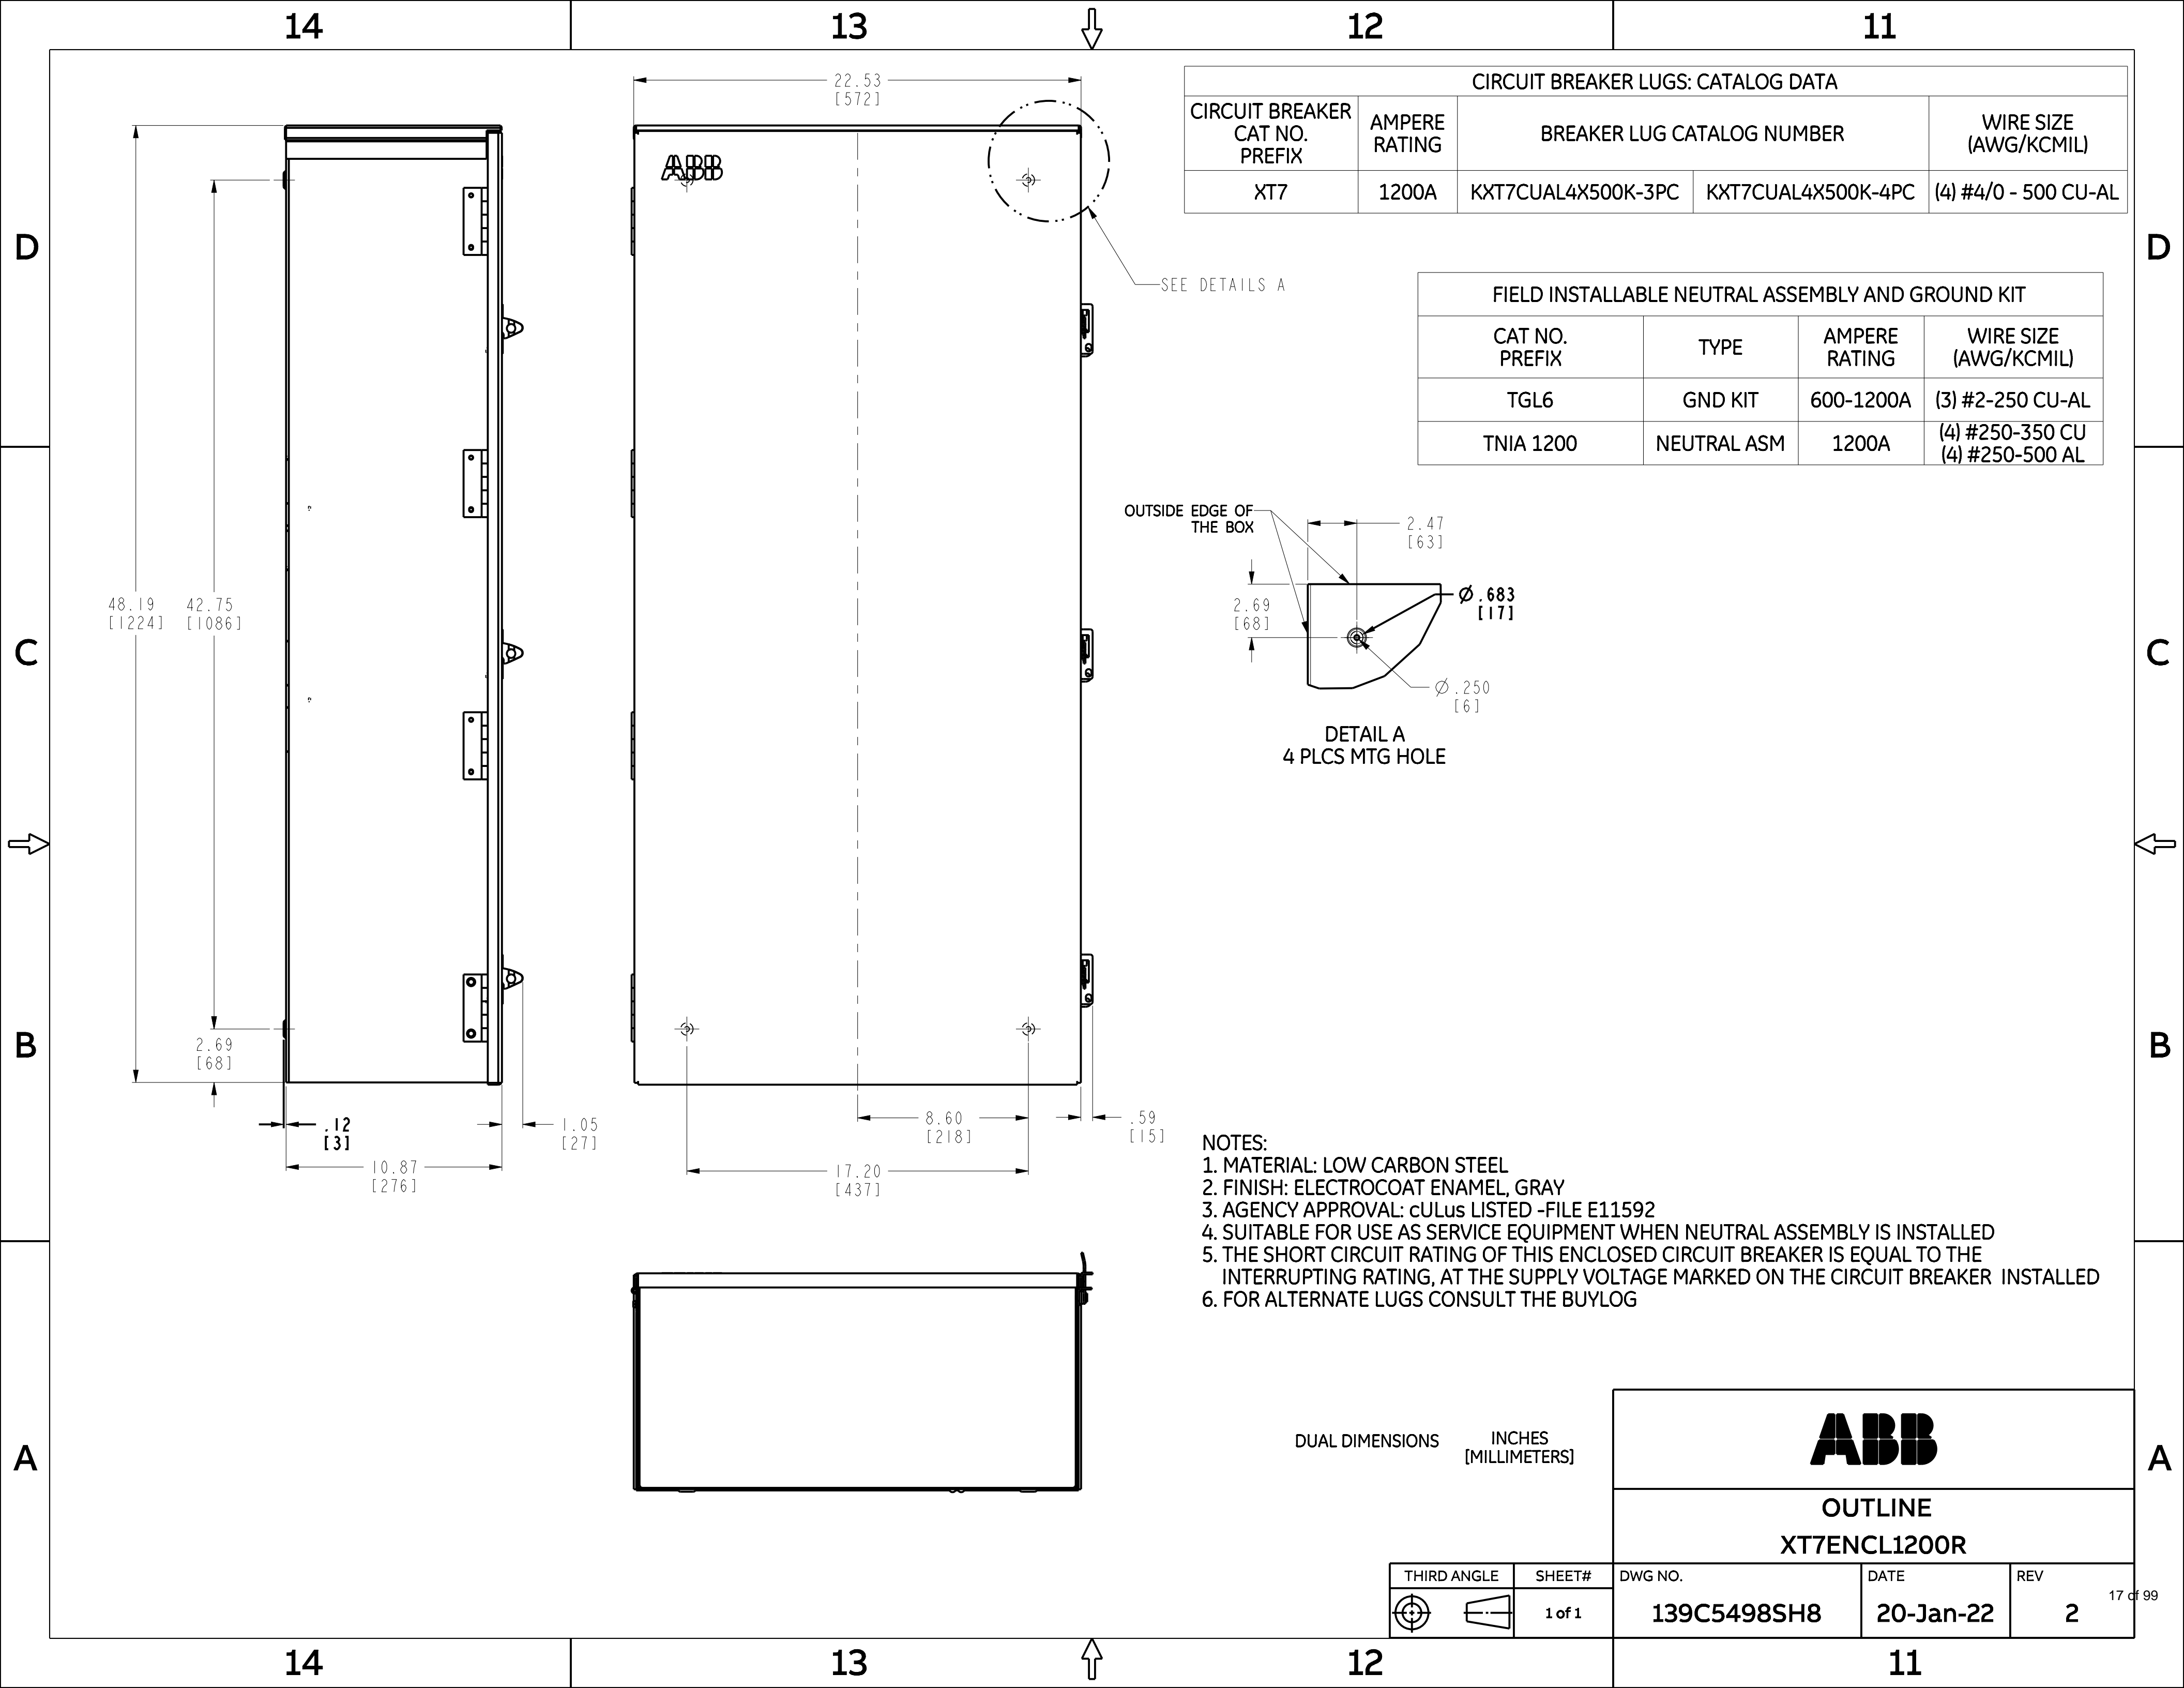 14 13 12 11
22.53
[572]
ABB
CIRCUIT BREAKER LUGS: CATALOG DATA
CIRCUIT BREAKER
CAT NO.
PREFIX
AMPERE
RATING
BREAKER LUG CATALOG NUMBER
WIRE SIZE
(AWG/KCMIL)
XT7 1200A KXT7CUAL4X500K-3PC KXT7CUAL4X500K-4PC (4) #4/0 - 500 CU-AL
D D
SEE DETAILS A
FIELD INSTALLABLE NEUTRAL ASSEMBLY AND GROUND KIT
CAT NO.
PREFIX
TYPE
AMPERE
RATING
WIRE SIZE
(AWG/KCMIL)
TGL6 GND KIT 600-1200A (3) #2-250 CU-AL
TNIA 1200 NEUTRAL ASM 1200A
(4) #250-350 CU
(4) #250-500 AL
OUTSIDE EDGE OF
THE BOX
2.47
[63]
2.69
[68]
Ø.683
[17]
Ø.250
[6]
DETAIL A
4 PLCS MTG HOLE
48.19
[1224]
42.75
[1086]
C C
2.69
[68]
B B
.12
[3]
1.05
[27]
10.87
[276]
8.60
[218]
.59
[15]
17.20
[437]
NOTES:
1. MATERIAL: LOW CARBON STEEL
2. FINISH: ELECTROCOAT ENAMEL, GRAY
3. AGENCY APPROVAL: cULus LISTED -FILE E11592
4. SUITABLE FOR USE AS SERVICE EQUIPMENT WHEN NEUTRAL ASSEMBLY IS INSTALLED
5. THE SHORT CIRCUIT RATING OF THIS ENCLOSED CIRCUIT BREAKER IS EQUAL TO THE
INTERRUPTING RATING, AT THE SUPPLY VOLTAGE MARKED ON THE CIRCUIT BREAKER INSTALLED
6. FOR ALTERNATE LUGS CONSULT THE BUYLOG
A A
DUAL DIMENSIONS
INCHES
[MILLIMETERS]
ABB
OUTLINE
XT7ENCL1200R
THIRD ANGLE SHEET# DWG NO. DATE REV
1 of 1 139C5498SH8 20-Jan-22 2
17 of 99
14 13 12 11